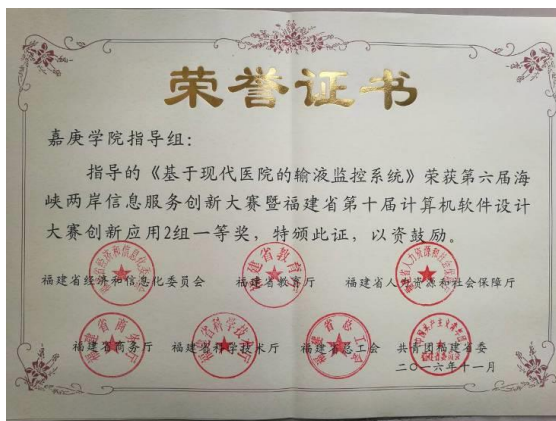 荣誉证书
嘉庚学院指导组：
指导的《基于现代医院的输液监控系统》荣获第六届海
峡两岸信息服务创新大赛暨福建省第十届计算机软件设计
大赛创新应用2组一等奖，特颁此证，以资鼓励。
福建省经济和信息化委员会 福建省教育厅 福建省人力资源和社会保障厅
福建省商务厅 福建省科学技术厅 福建省总工会 共青团福建省委
二〇一六年十一月